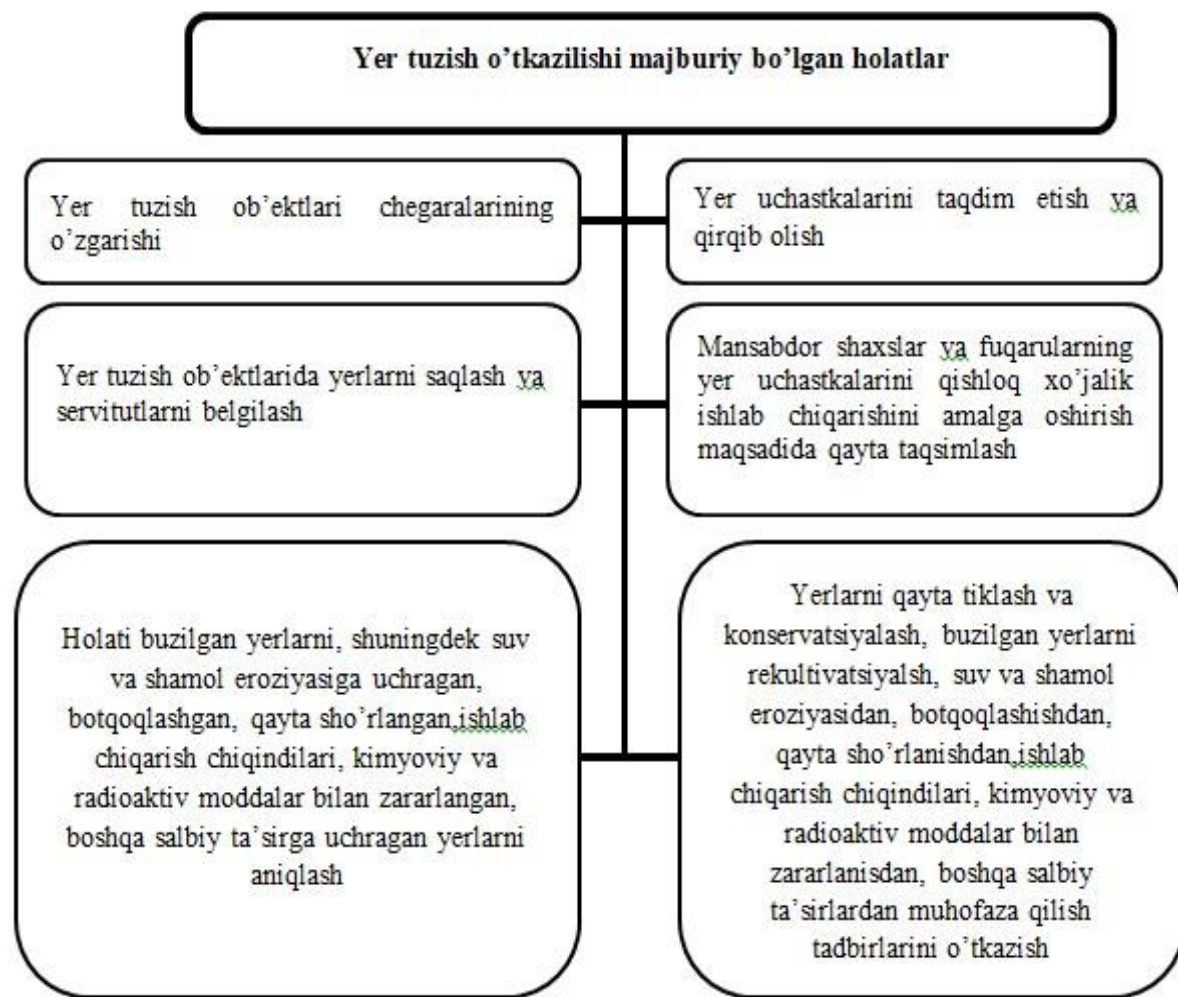 Yer tuzish o’tkazilishi majburiy bo’lgan holatlar
Yer tuzish ob’ektlari chegaralarining
o’zgarishi
Yer uchastkalarini taqdim etish va
qirqib olish
Yer tuzish ob’ektlarida yerlarni saqlash va
servitutlarni belgilash
Mansabdor shaxslar va fuqarularning
yer uchastkalarini qishloq xo’jalik
ishlab chiqarishini amalga oshirish
maqsadida qayta taqsimlash
Holati buzilgan yerlarni, shuningdek suv
va shamol eroziyasiga uchragan,
botqoqlashgan, qayta sho’rlangan,ishlab
chiqarish chiqindilari, kimyoviy va
radioaktiv moddalar bilan zararlangan,
boshqa salbiy ta’sirga uchragan yerlarni
aniqlash
Yerlarni qayta tiklash va
konservatsiyalash, buzilgan yerlarni
rekultivatsiyalsh, suv va shamol
eroziyasidan, botqoqlashishdan,
qayta sho’rlanishdan,ishlab
chiqarish chiqindilari, kimyoviy va
radioaktiv moddalar bilan
zararlanisdan, boshqa salbiy
ta’sirlardan muhofaza qilish
tadbirlarini o’tkazish